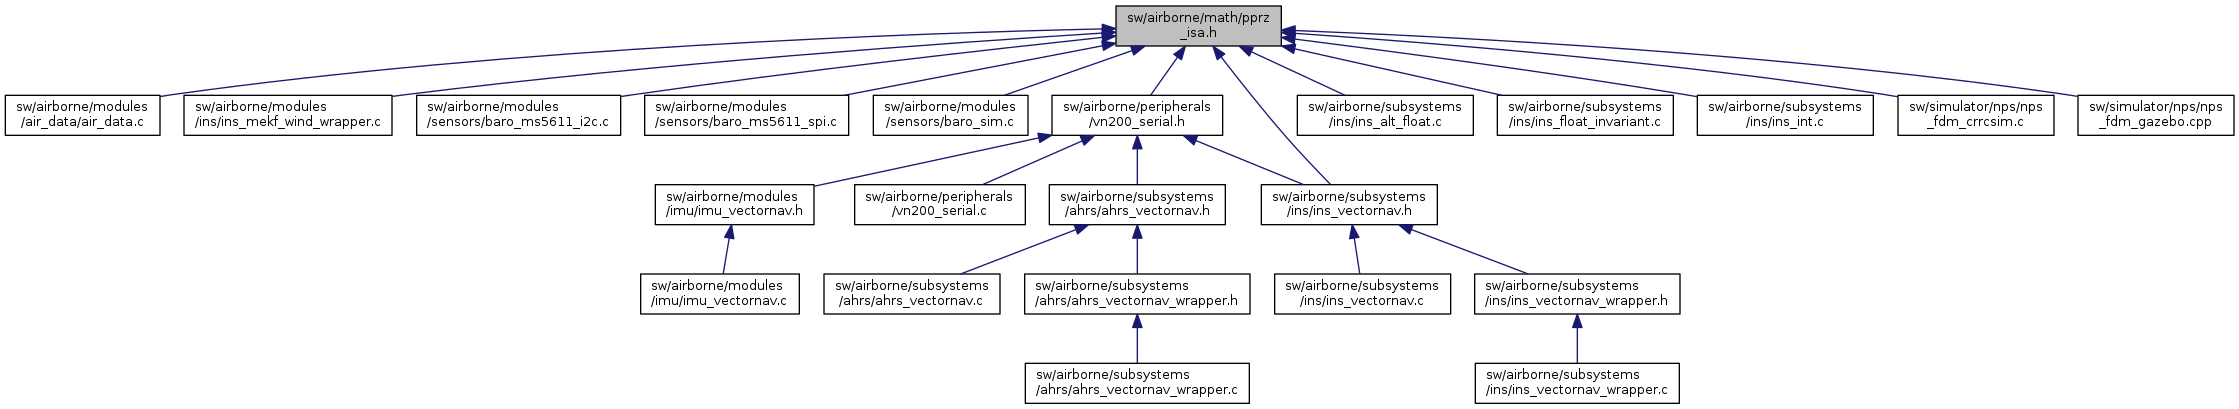 sw/airborne/math/pprz
_isa.h
sw/airborne/modules
/air_data/air_data.c
sw/airborne/modules
/ins/ins_mekf_wind_wrapper.c
sw/airborne/modules
/sensors/baro_ms5611_i2c.c
sw/airborne/modules
/sensors/baro_ms5611_spi.c
sw/airborne/modules
/sensors/baro_sim.c
sw/airborne/peripherals
/vn200_serial.h
sw/airborne/subsystems
/ins/ins_alt_float.c
sw/airborne/subsystems
/ins/ins_float_invariant.c
sw/airborne/subsystems
/ins/ins_int.c
sw/simulator/nps/nps
_fdm_crrcsim.c
sw/simulator/nps/nps
_fdm_gazebo.cpp
sw/airborne/modules
/imu/imu_vectornav.h
sw/airborne/peripherals
/vn200_serial.c
sw/airborne/subsystems
/ahrs/ahrs_vectornav.h
sw/airborne/subsystems
/ins/ins_vectornav.h
sw/airborne/modules
/imu/imu_vectornav.c
sw/airborne/subsystems
/ahrs/ahrs_vectornav.c
sw/airborne/subsystems
/ahrs/ahrs_vectornav_wrapper.h
sw/airborne/subsystems
/ins/ins_vectornav.c
sw/airborne/subsystems
/ins/ins_vectornav_wrapper.h
sw/airborne/subsystems
/ahrs/ahrs_vectornav_wrapper.c
sw/airborne/subsystems
/ins/ins_vectornav_wrapper.c